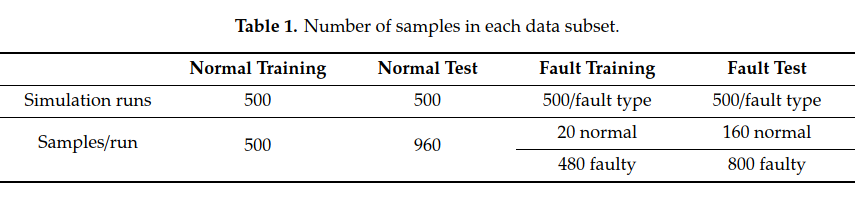 Table 1. Number of samples in each data subset.
Normal Training Normal Test Fault Training Fault Test
Simulation runs 500 500 500/fault type 500/fault type
Samples/run 500 960 20 normal 160 normal
480 faulty 800 faulty